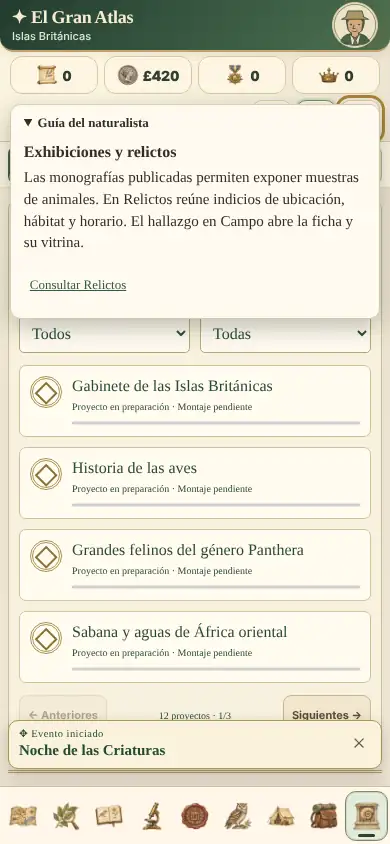 ✦ El Gran Atlas
Islas Británicas
0
£420
0
0
▼ Guía del naturalista
Exhibiciones y relictos
Las monografías publicadas permiten exponer muestras
de animales. En Relictos reúne indicios de ubicación,
hábitat y horario. El hallazgo en Campo abre la ficha y
su vitrina.
Consultar Relictos
Todos
Todas
Gabinete de las Islas Británicas
Proyecto en preparación · Montaje pendiente
Historia de las aves
Proyecto en preparación · Montaje pendiente
Grandes felinos del género Panthera
Proyecto en preparación · Montaje pendiente
Sabana y aguas de África oriental
Proyecto en preparación · Montaje pendiente
← Anteriores
12 proyectos · 1/3
Siguientes →
✥ Evento iniciado
Noche de las Criaturas
×